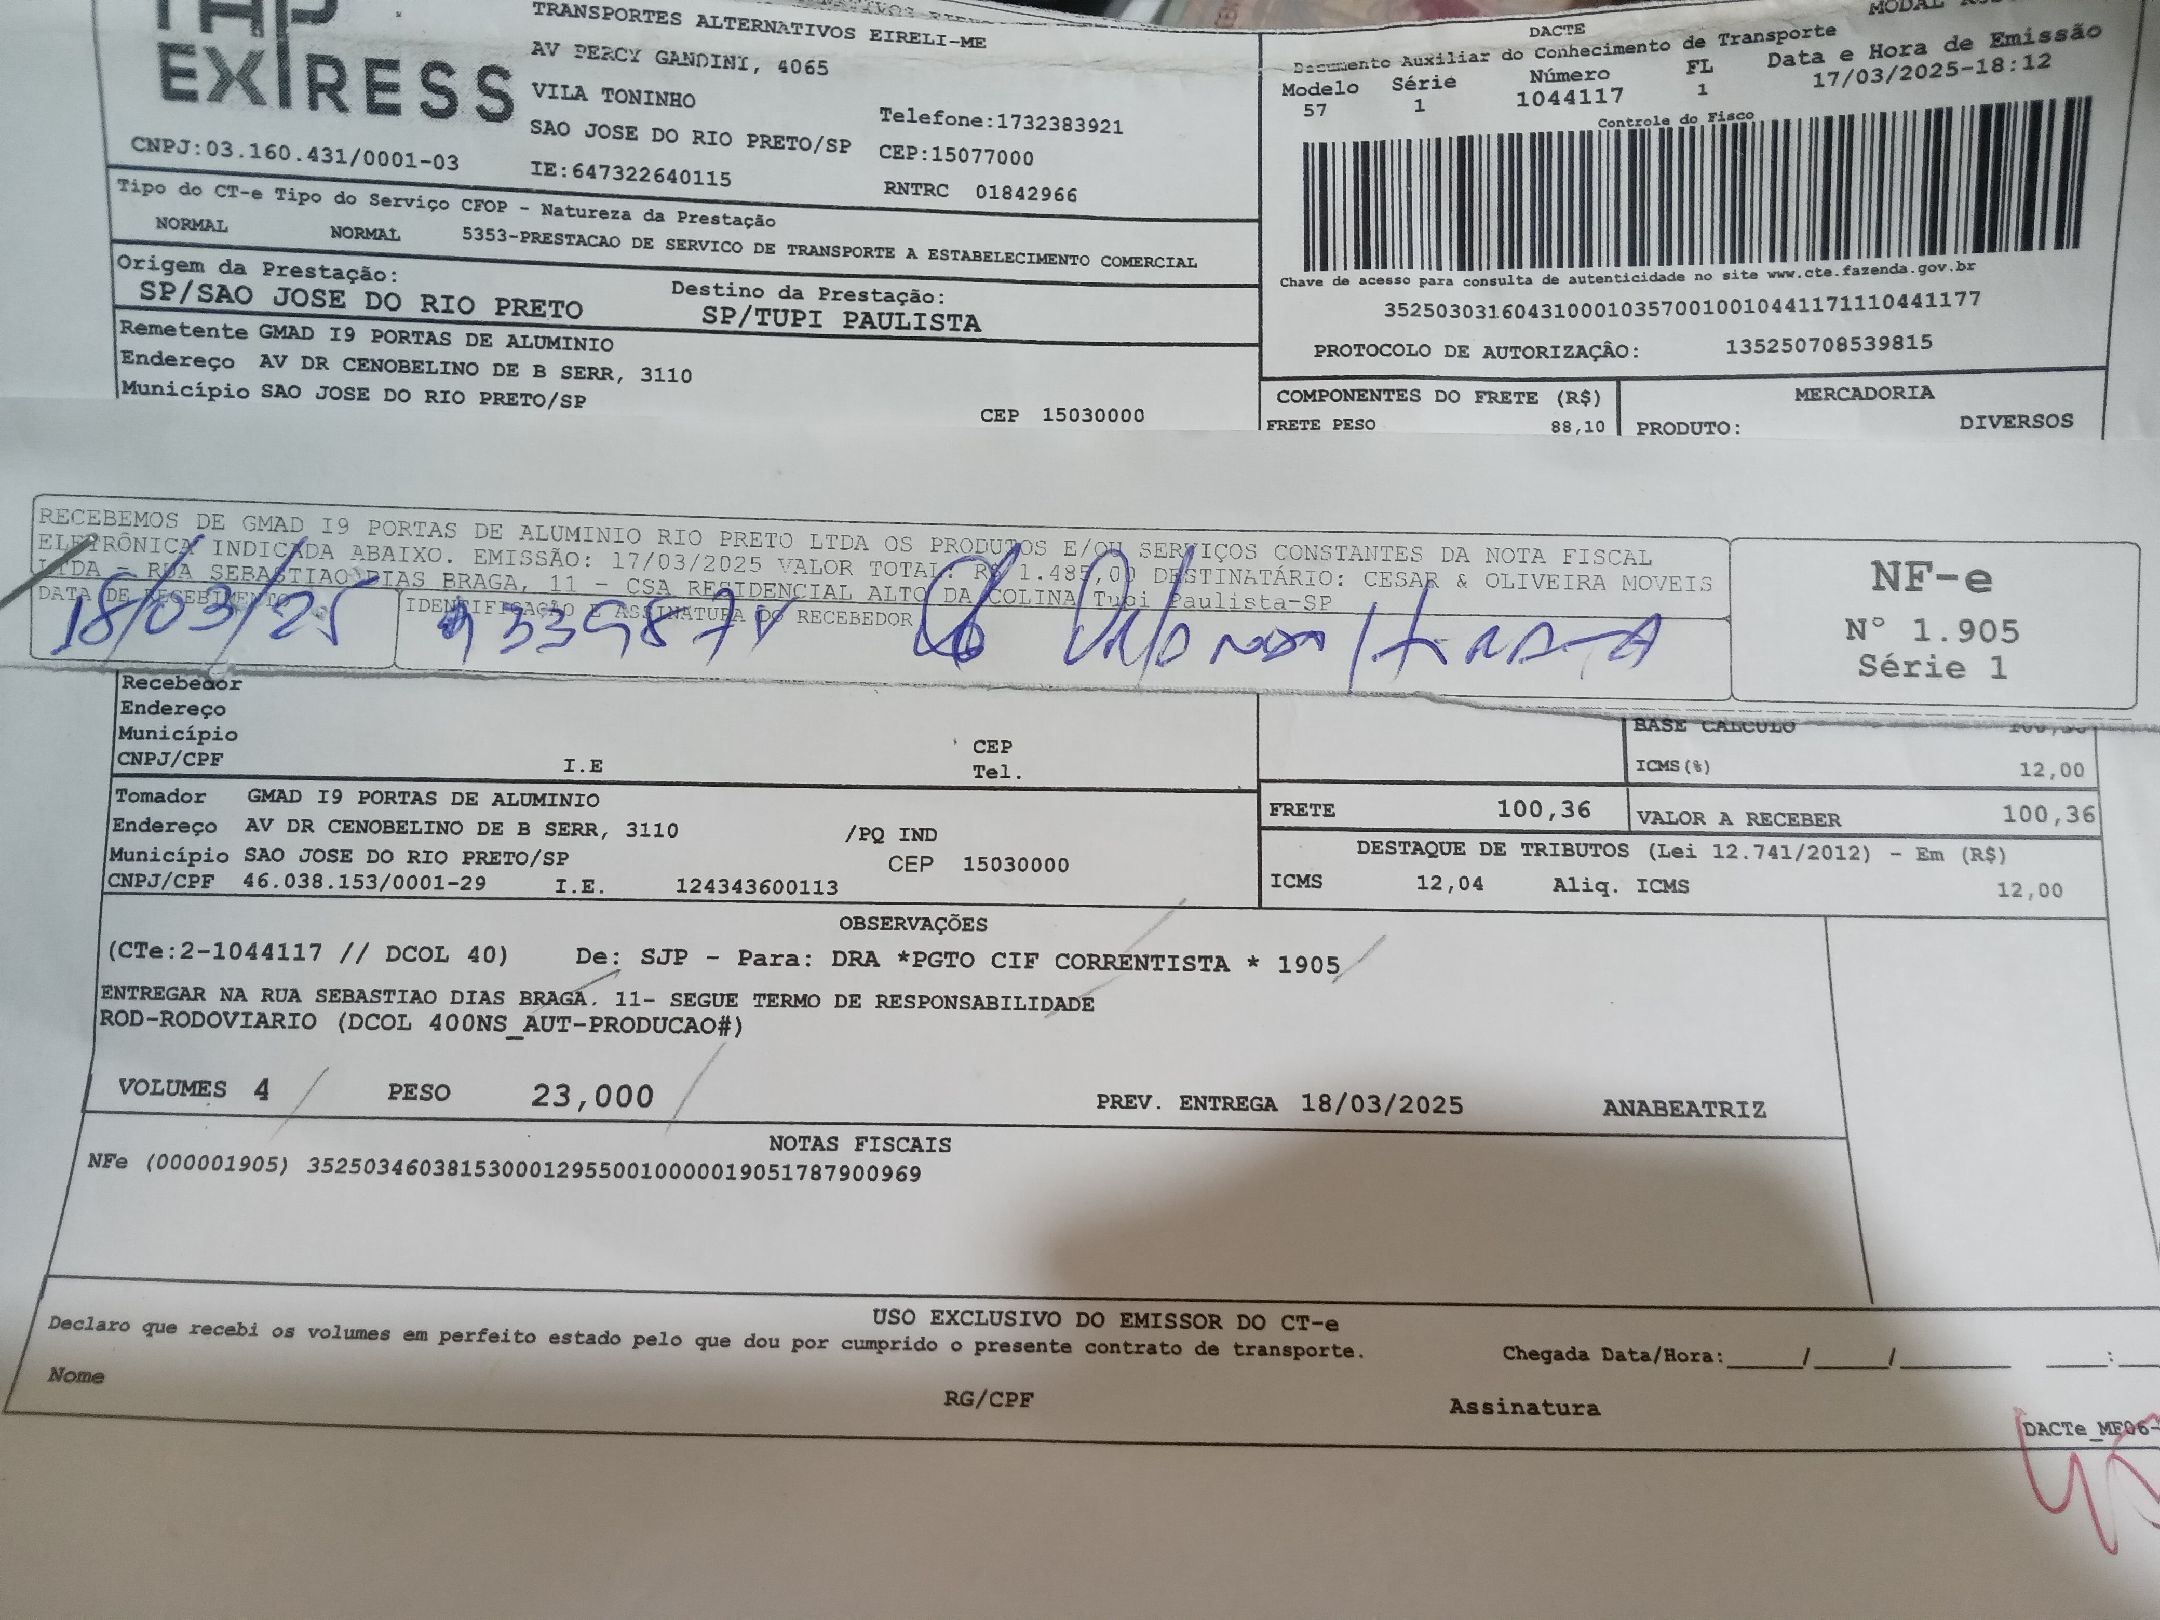 EXPRESS
TRANSPORTES ALTERNATIVOS EIRELI-ME
AV PERCY GANDINI, 4065
VILA TONINHO
SAO JOSE DO RIO PRETO/SP
Telefone:1732383921
CEP:15077000
CNPJ:03.160.431/0001-03
IE:647322640115
RNTRC 01842966
Tipo do CT-e Tipo do Serviço CFOP - Natureza da Prestação
NORMAL NORMAL 5353-PRESTACAO DE SERVICO DE TRANSPORTE A ESTABELECIMENTO COMERCIAL
Origem da Prestação:
SP/SAO JOSE DO RIO PRETO
Destino da Prestação:
SP/TUPI PAULISTA
Remetente GMAD I9 PORTAS DE ALUMINIO
Endereço AV DR CENOBELINO DE B SERR, 3110
Município SAO JOSE DO RIO PRETO/SP
CEP 15030000
MODAL
DACTE
Documento Auxiliar do Conhecimento de Transporte
Modelo Série Número FL Data e Hora de Emissão
57 1 1044117 1 17/03/2025-18:12
Controle do Fisco
Chave de acesso para consulta de autenticidade no site www.cte.fazenda.gov.br
35250303160431000103570010010441171110441177
PROTOCOLO DE AUTORIZAÇÂO: 135250708539815
COMPONENTES DO FRETE (R$)
FRETE PESO 88,10
MERCADORIA
PRODUTO: DIVERSOS
RECEBEMOS DE GMAD I9 PORTAS DE ALUMINIO RIO PRETO LTDA OS PRODUTOS E/OU SERVIÇOS CONSTANTES DA NOTA FISCAL
ELETRÔNICA INDICADA ABAIXO. EMISSÃO: 17/03/2025 VALOR TOTAL: R$ 1.485,00 DESTINATÁRIO: CESAR & OLIVEIRA MOVEIS
LTDA - RUA SEBASTIAO DIAS BRAGA, 11 - CSA RESIDENCIAL ALTO DA COLINA Tupi Paulista-SP
DATA DE RECEBIMENTO
18/03/25
IDENTIFICAÇÃO E ASSINATURA DO RECEBEDOR
NF-e
Nº 1.905
Série 1
Recebedor
Endereço
Município
CNPJ/CPF I.E
CEP
Tel.
BASE CALCULO 100,36
ICMS(%) 12,00
Tomador GMAD I9 PORTAS DE ALUMINIO
Endereço AV DR CENOBELINO DE B SERR, 3110 /PQ IND
Município SAO JOSE DO RIO PRETO/SP CEP 15030000
CNPJ/CPF 46.038.153/0001-29 I.E. 124343600113
FRETE 100,36 VALOR A RECEBER 100,36
DESTAQUE DE TRIBUTOS (Lei 12.741/2012) - Em (R$)
ICMS 12,04 Aliq. ICMS 12,00
OBSERVAÇÕES
(CTe:2-1044117 // DCOL 40) De: SJP - Para: DRA *PGTO CIF CORRENTISTA * 1905
ENTREGAR NA RUA SEBASTIAO DIAS BRAGA. 11- SEGUE TERMO DE RESPONSABILIDADE
ROD-RODOVIARIO (DCOL 400NS_AUT-PRODUCAO#)
VOLUMES 4 PESO 23,000 PREV. ENTREGA 18/03/2025 ANABEATRIZ
NOTAS FISCAIS
NFe (000001905) 35250346038153000129550010000019051787900969
USO EXCLUSIVO DO EMISSOR DO CT-e
Declaro que recebi os volumes em perfeito estado pelo que dou por cumprido o presente contrato de transporte.
Chegada Data/Hora:_____/_____/________ ____:
Nome
RG/CPF
Assinatura
DACTe_MF06-